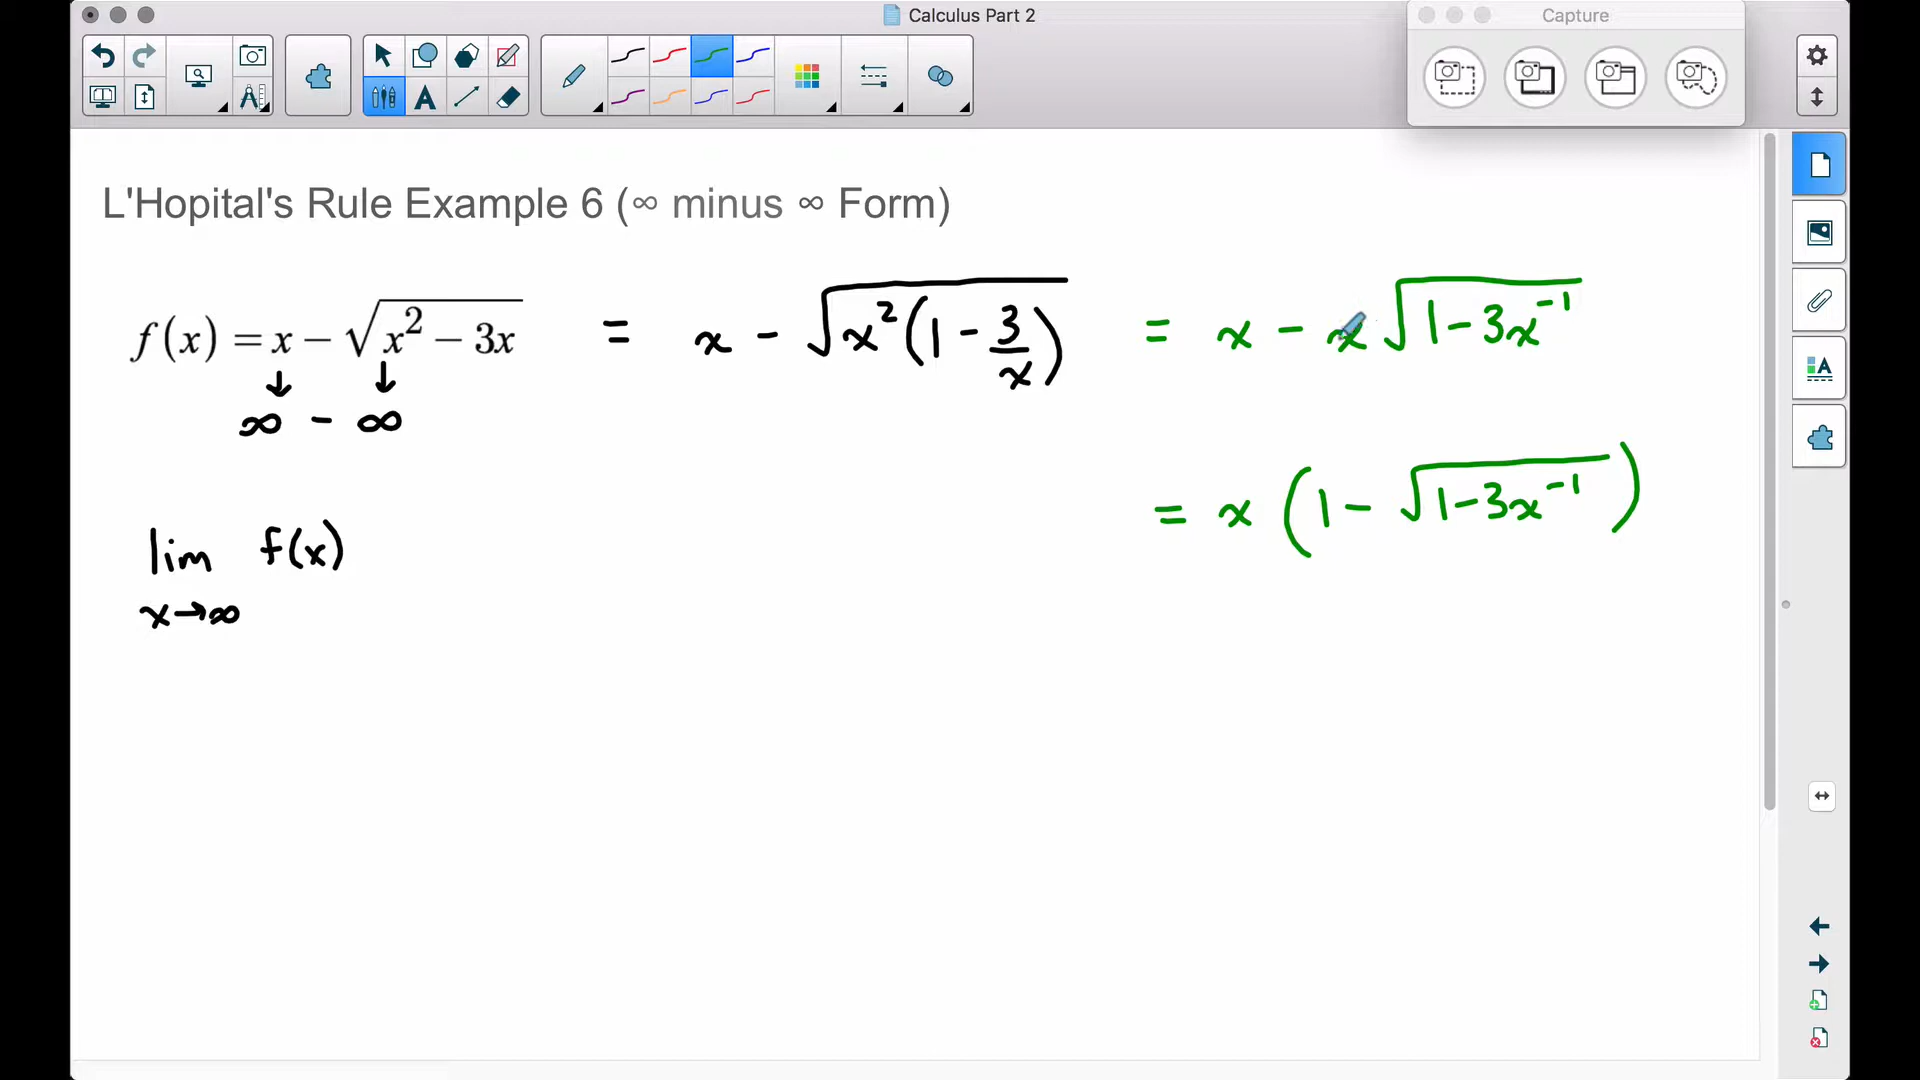 Calculus Part 2
Capture
L'Hopital's Rule Example 6 (∞ minus ∞ Form)
f(x) = x − √(x² − 3x) = x − √(x²(1 − 3/x)) = x − x√(1 − 3x⁻¹)
↓ ↓
∞ − ∞
= x(1 − √(1 − 3x⁻¹))
lim f(x)
x→∞